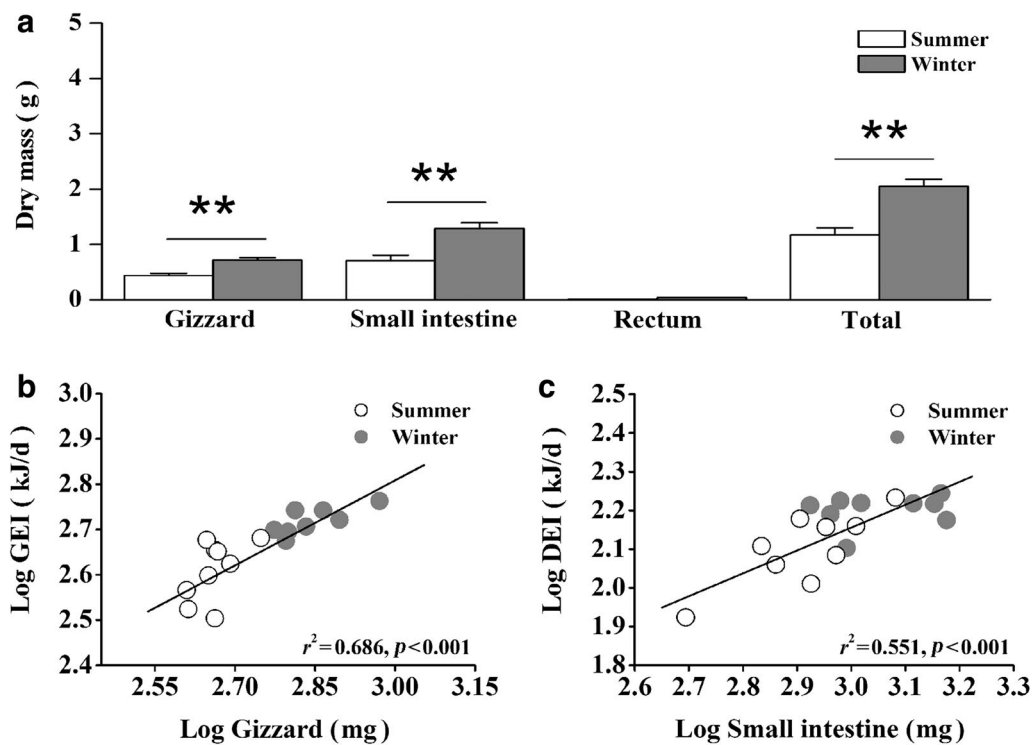 a
Dry mass ( g )
5
4
3
2
1
0
Summer
Winter
**
**
**
Gizzard
Small intestine
Rectum
Total
b
Log GEI ( kJ/d )
3.0
2.9
2.8
2.7
2.6
2.5
2.4
Summer
Winter
r²=0.686, p<0.001
2.55
2.70
2.85
3.00
3.15
Log Gizzard (mg )
c
Log DEI ( kJ/d )
2.5
2.4
2.3
2.2
2.1
2.0
1.9
1.8
Summer
Winter
r²=0.551, p<0.001
2.6
2.7
2.8
2.9
3.0
3.1
3.2
3.3
Log Small intestine (mg )